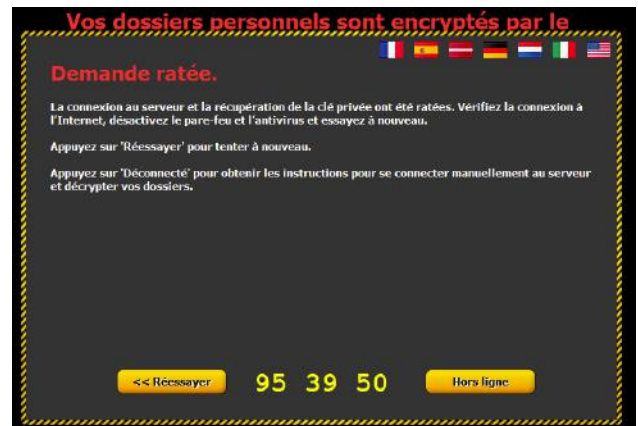 Vos dossiers personnels sont encryptés par le
Demande ratée.
La connexion au serveur et la récupération de la clé privée ont été ratées. Vérifiez la connexion à
l'Internet, désactivez le pare-feu et l'antivirus et essayez à nouveau.
Appuyez sur 'Réessayer' pour tenter à nouveau.
Appuyez sur 'Déconnecté' pour obtenir les instructions pour se connecter manuellement au serveur
et décrypter vos dossiers.
<< Réessayer 95 39 50 Hors ligne